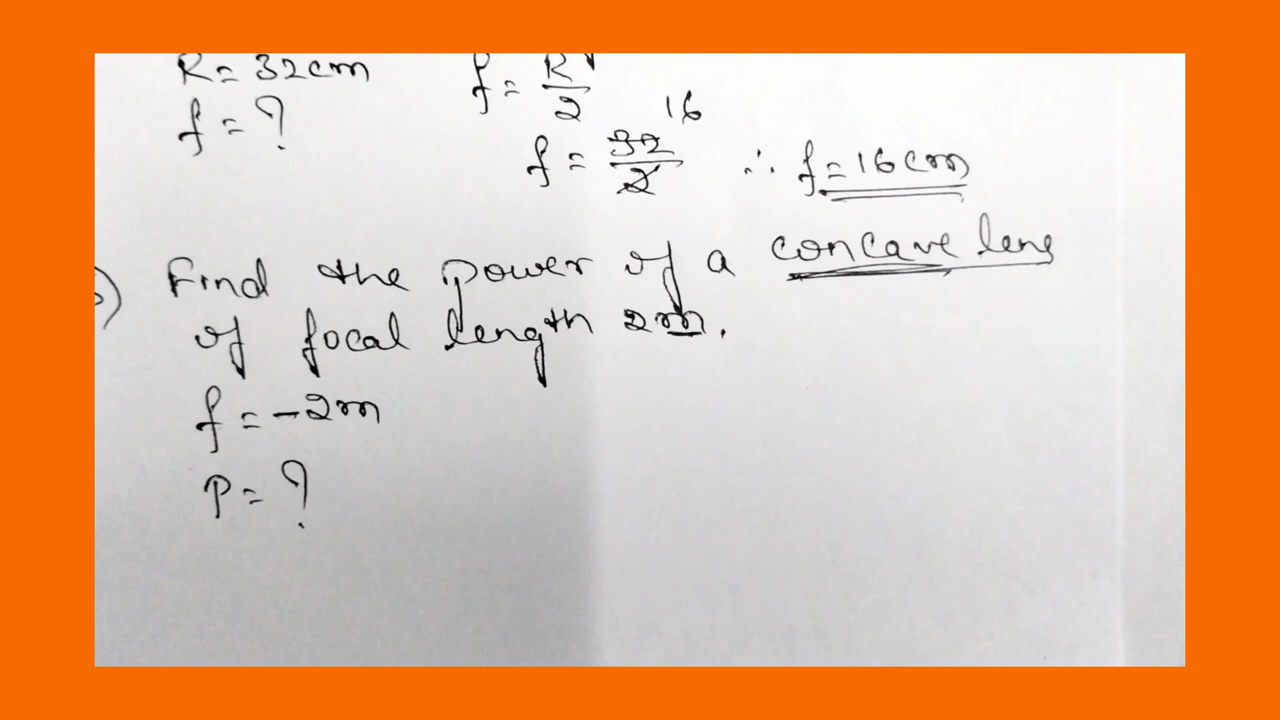 R = 32cm f = R/2
f = ?
16
f = 32/2 ∴ f = 16cm
) Find the power of a concave lens
of focal length 2m.
f = -2m
P = ?